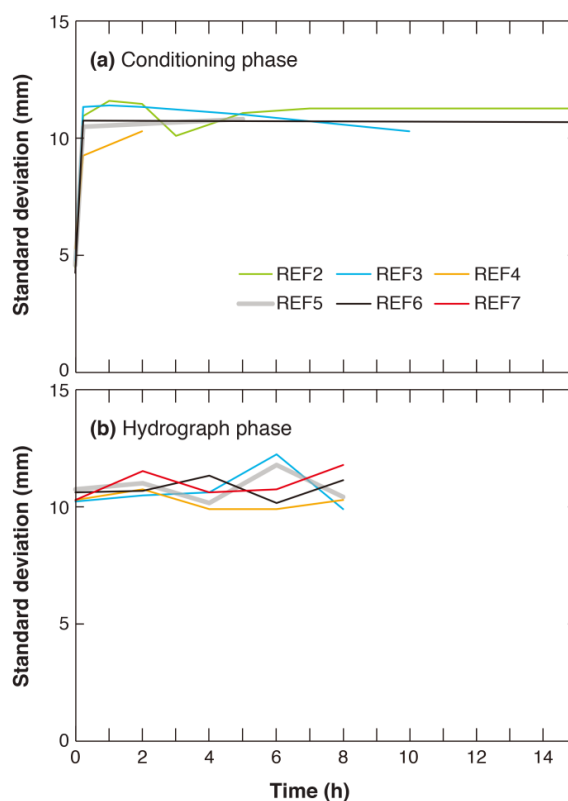 15
(a) Conditioning phase
10
Standard deviation (mm)
5
REF2 REF3 REF4
REF5 REF6 REF7
0
15
(b) Hydrograph phase
10
Standard deviation (mm)
5
0
0 2 4 6 8 10 12 14
Time (h)